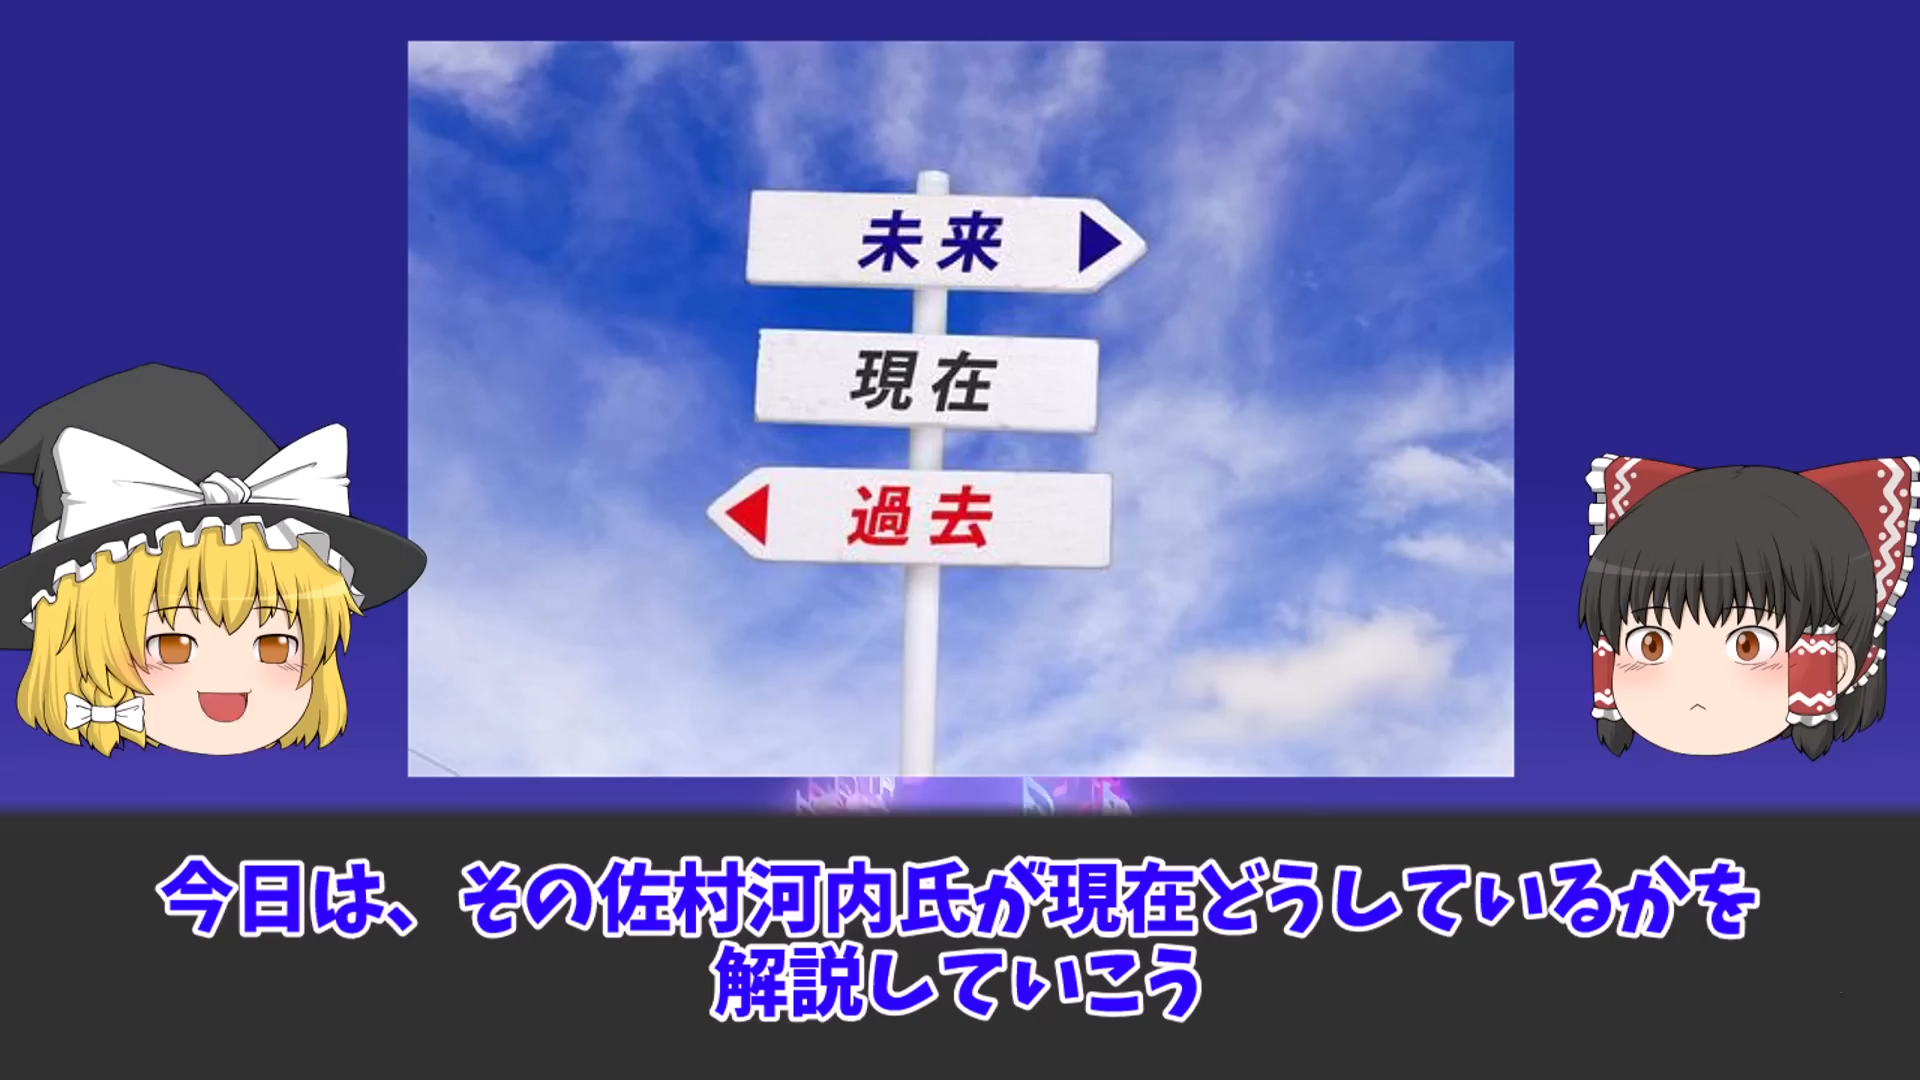 未来
現在
過去
今日は、その佐村河内氏が現在どうしているかを
解説していこう